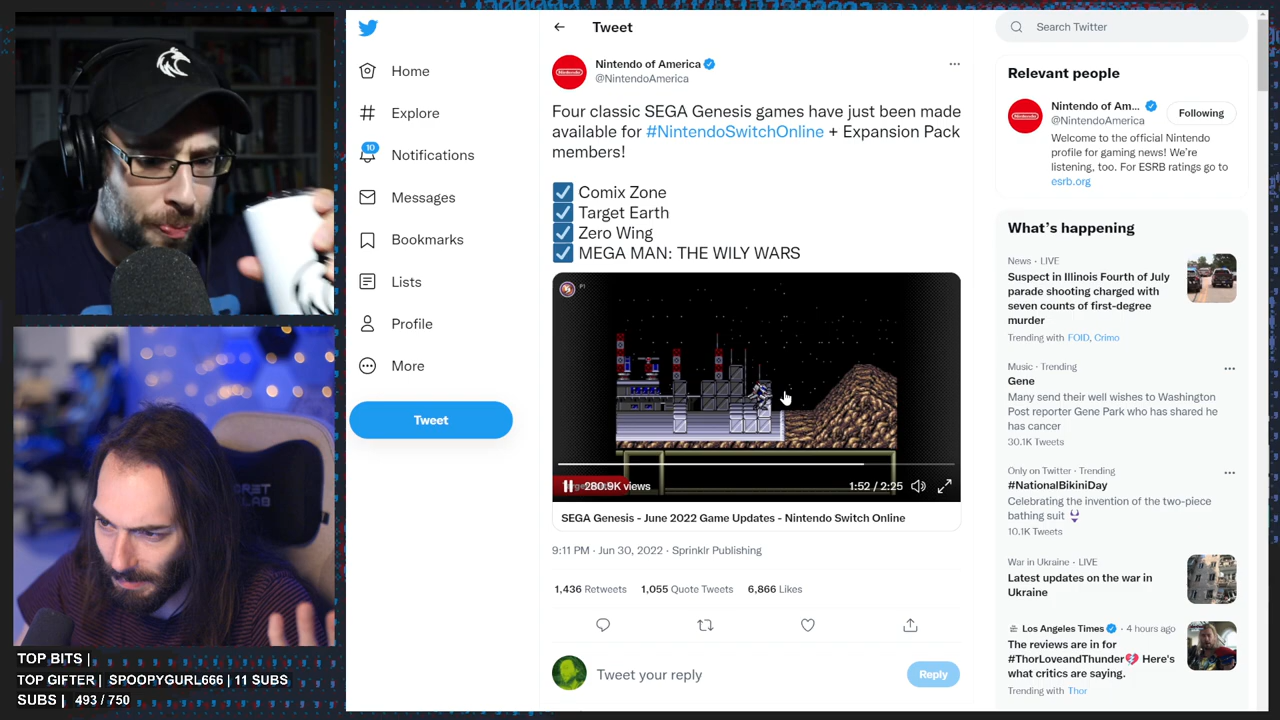 Home
Explore
10
Notifications
Messages
Bookmarks
Lists
Profile
More
Tweet
Tweet
Nintendo of America
@NintendoAmerica
Four classic SEGA Genesis games have just been made
available for #NintendoSwitchOnline + Expansion Pack
members!
Comix Zone
Target Earth
Zero Wing
MEGA MAN: THE WILY WARS
280.9K views
1:52 / 2:25
SEGA Genesis - June 2022 Game Updates - Nintendo Switch Online
9:11 PM · Jun 30, 2022 · Sprinklr Publishing
1,436 Retweets 1,055 Quote Tweets 6,866 Likes
Tweet your reply
Reply
Search Twitter
Relevant people
Nintendo of Am...
@NintendoAmerica
Following
Welcome to the official Nintendo
profile for gaming news! We're
listening, too. For ESRB ratings go to
esrb.org
What's happening
News · LIVE
Suspect in Illinois Fourth of July
parade shooting charged with
seven counts of first-degree
murder
Trending with FOID, Crimo
Music · Trending
Gene
Many send their well wishes to Washington
Post reporter Gene Park who has shared he
has cancer
30.1K Tweets
Only on Twitter · Trending
#NationalBikiniDay
Celebrating the invention of the two-piece
bathing suit
10.1K Tweets
War in Ukraine · LIVE
Latest updates on the war in
Ukraine
Los Angeles Times · 4 hours ago
The reviews are in for
#ThorLoveandThunder Here's
what critics are saying.
Trending with Thor
TOP BITS |
TOP GIFTER | SPOOPYGURL666 | 11 SUBS
SUBS | 493 / 750